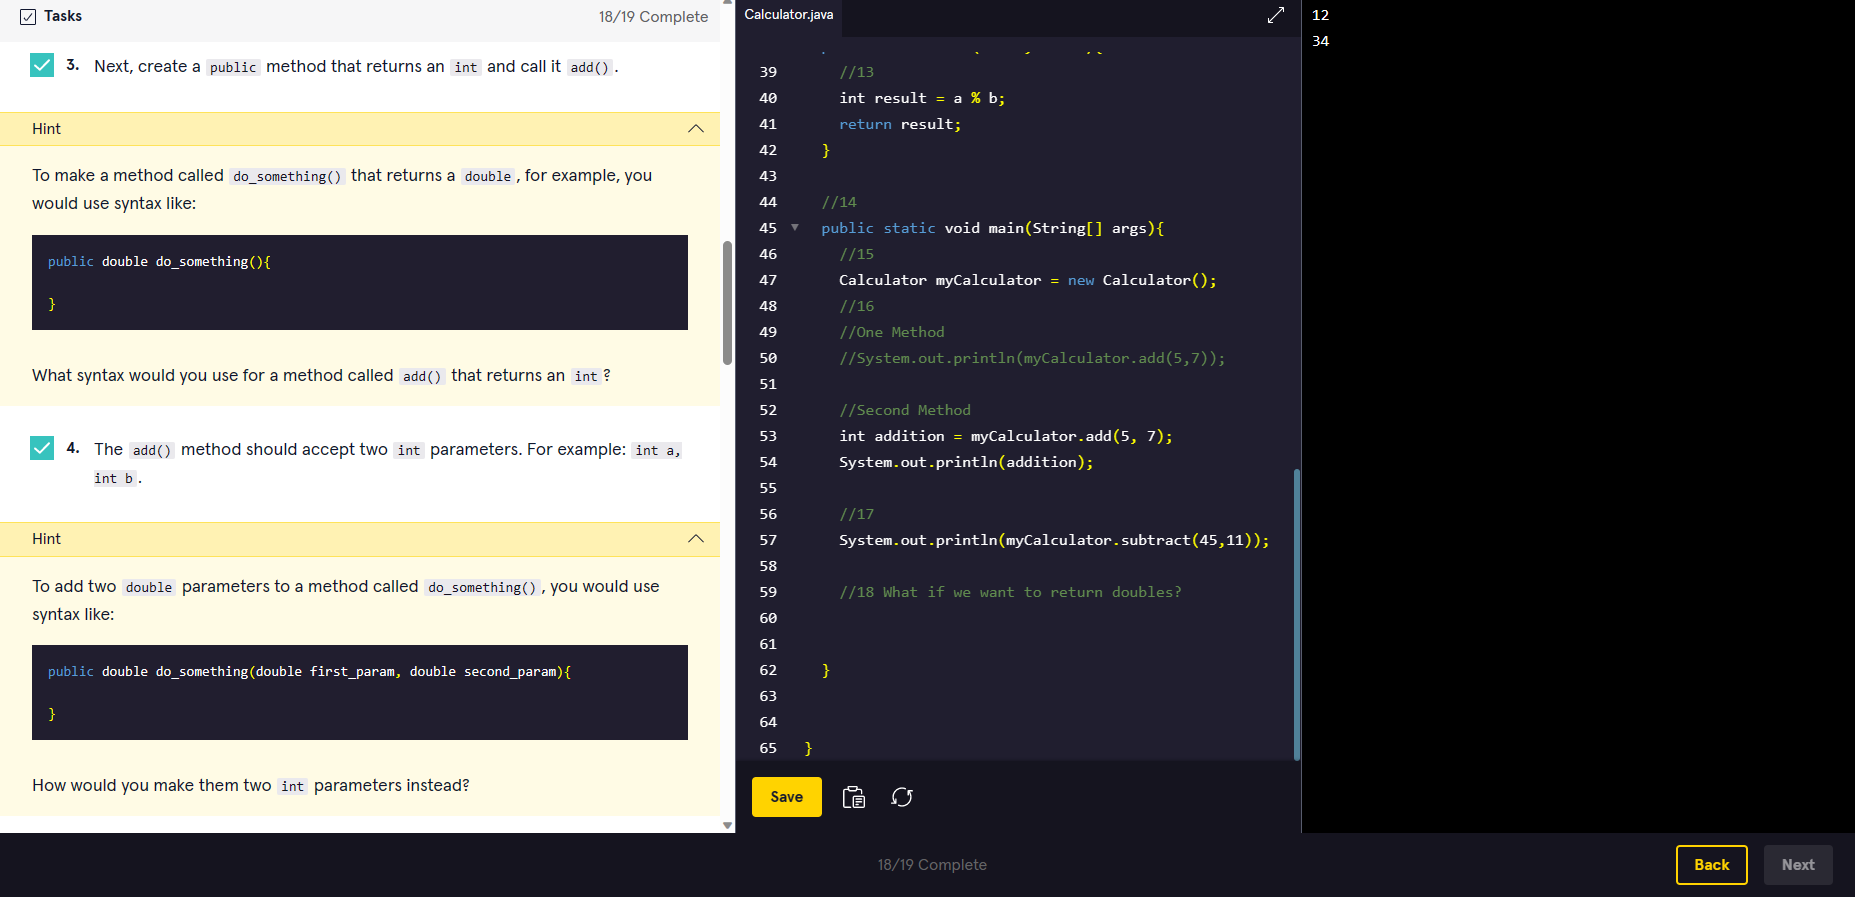 Tasks
18/19 Complete
3. Next, create a public method that returns an int and call it add().
Hint
To make a method called do_something() that returns a double, for example, you
would use syntax like:
public double do_something(){
}
What syntax would you use for a method called add() that returns an int?
4. The add() method should accept two int parameters. For example: int a,
int b.
Hint
To add two double parameters to a method called do_something(), you would use
syntax like:
public double do_something(double first_param, double second_param){
}
How would you make them two int parameters instead?
Calculator.java
39 //13
40 int result = a % b;
41 return result;
42 }
43
44 //14
45 public static void main(String[] args){
46 //15
47 Calculator myCalculator = new Calculator();
48 //16
49 //One Method
50 //System.out.println(myCalculator.add(5,7));
51
52 //Second Method
53 int addition = myCalculator.add(5, 7);
54 System.out.println(addition);
55
56 //17
57 System.out.println(myCalculator.subtract(45,11));
58
59 //18 What if we want to return doubles?
60
61
62 }
63
64
65 }
Save
12
34
18/19 Complete
Back
Next